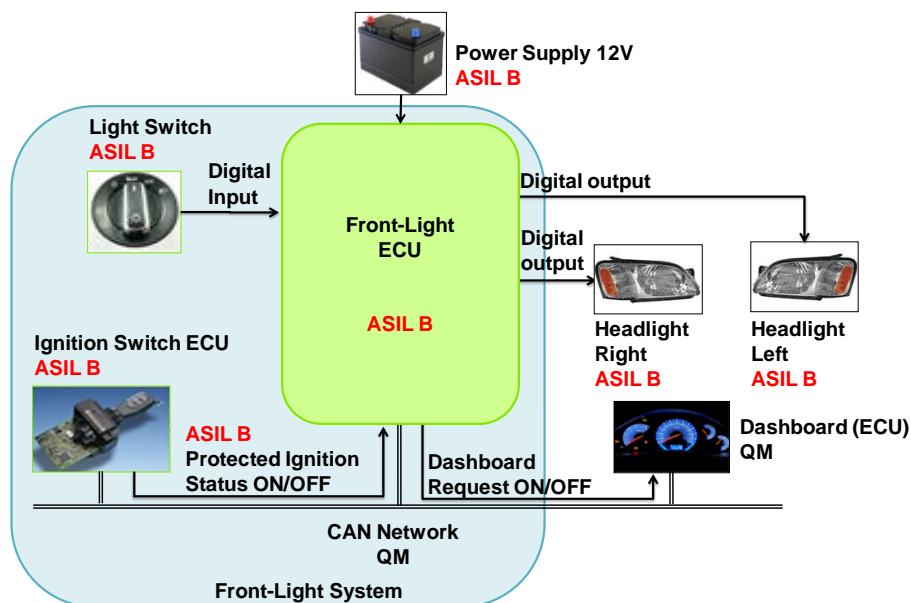 Power Supply 12V
ASIL B
Light Switch
ASIL B
Digital
Input
Digital output
Front-Light
ECU
Digital
output
ASIL B
Headlight
Right
ASIL B
Headlight
Left
ASIL B
Ignition Switch ECU
ASIL B
ASIL B
Protected Ignition
Status ON/OFF
Dashboard
Request ON/OFF
Dashboard (ECU)
QM
CAN Network
QM
Front-Light System